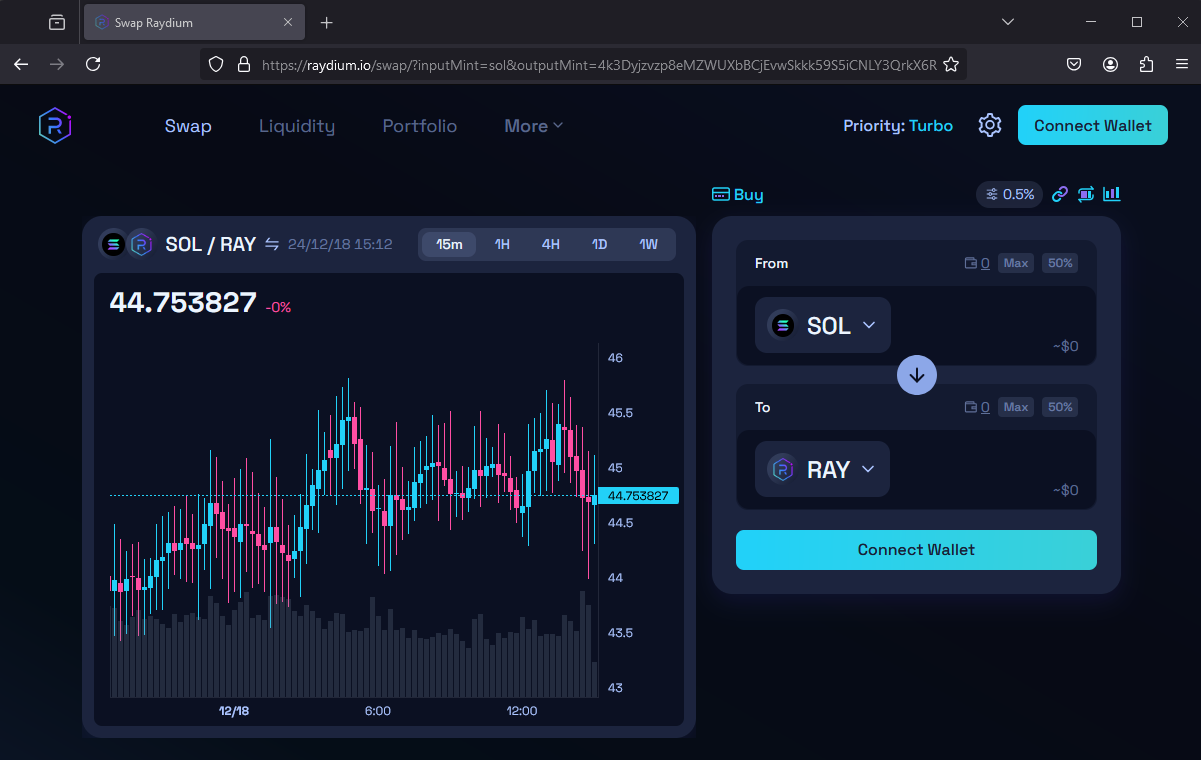 Swap Raydium
https://raydium.io/swap/?inputMint=sol&outputMint=4k3Dyjzvzp8eMZWUXbBCjEvwSkkk59S5iCNLY3QrkX6R
Swap Liquidity Portfolio More
Priority: Turbo
Connect Wallet
Buy
0.5%
SOL / RAY 24/12/18 15:12
15m 1H 4H 1D 1W
44.753827 -0%
46
45.5
45
44.753827
44.5
44
43.5
43
12/18 6:00 12:00
From
0 Max 50%
SOL
~$0
To
0 Max 50%
RAY
~$0
Connect Wallet